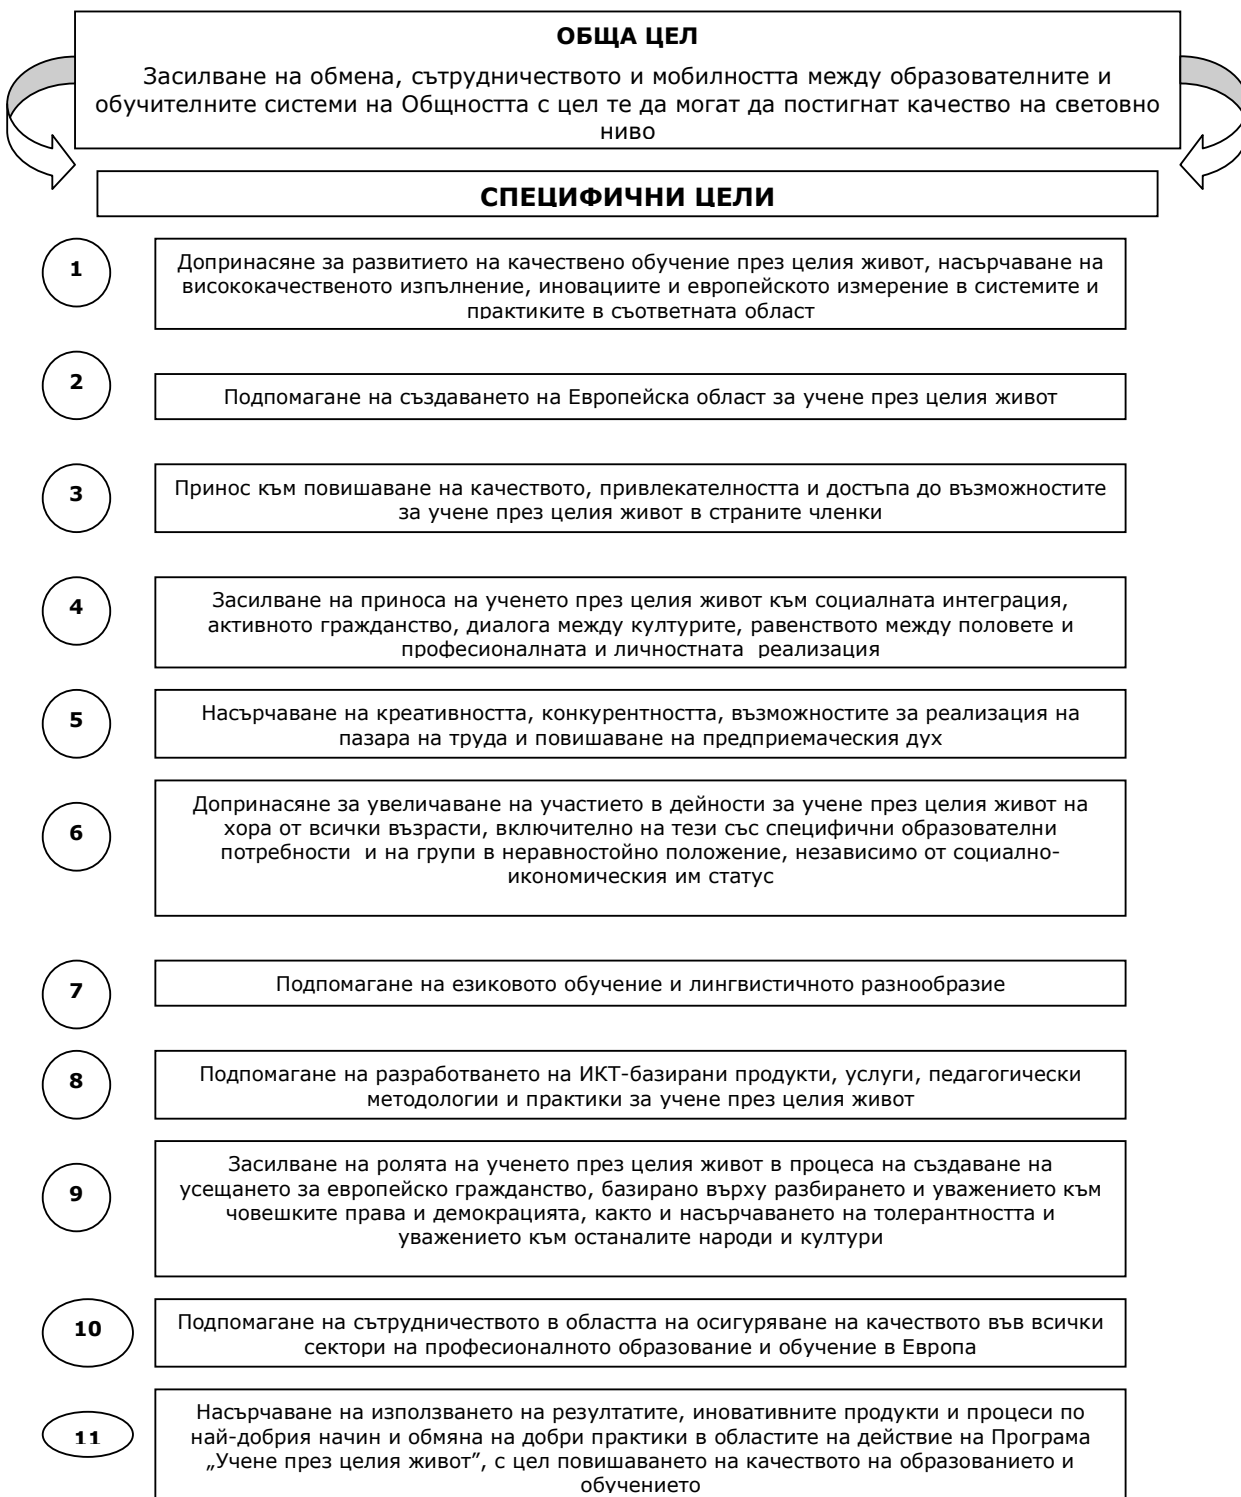 ОБЩА ЦЕЛ
Засилване на обмена, сътрудничеството и мобилността между образователните и
обучителните системи на Общността с цел те да могат да постигнат качество на световно
ниво
СПЕЦИФИЧНИ ЦЕЛИ
1
Допринасяне за развитието на качествено обучение през целия живот, насърчаване на
висококачественото изпълнение, иновациите и европейското измерение в системите и
практиките в съответната област
2
Подпомагане на създаването на Европейска област за учене през целия живот
3
Принос към повишаване на качеството, привлекателността и достъпа до възможностите
за учене през целия живот в страните членки
4
Засилване на приноса на ученето през целия живот към социалната интеграция,
активното гражданство, диалога между културите, равенството между половете и
професионалната и личностната реализация
5
Насърчаване на креативността, конкурентността, възможностите за реализация на
пазара на труда и повишаване на предприемаческия дух
6
Допринасяне за увеличаване на участието в дейности за учене през целия живот на
хора от всички възрасти, включително на тези със специфични образователни
потребности и на групи в неравностойно положение, независимо от социално-
икономическия им статус
7
Подпомагане на езиковото обучение и лингвистичното разнообразие
8
Подпомагане на разработването на ИКТ-базирани продукти, услуги, педагогически
методологии и практики за учене през целия живот
9
Засилване на ролята на ученето през целия живот в процеса на създаване на
усещането за европейско гражданство, базирано върху разбирането и уважението към
човешките права и демокрацията, както и насърчаването на толерантността и
уважението към останалите народи и култури
10
Подпомагане на сътрудничеството в областта на осигуряване на качеството във всички
сектори на професионалното образование и обучение в Европа
11
Насърчаване на използването на резултатите, иновативните продукти и процеси по
най-добрия начин и обмяна на добри практики в областите на действие на Програма
„Учене през целия живот”, с цел повишаването на качеството на образованието и
обучението